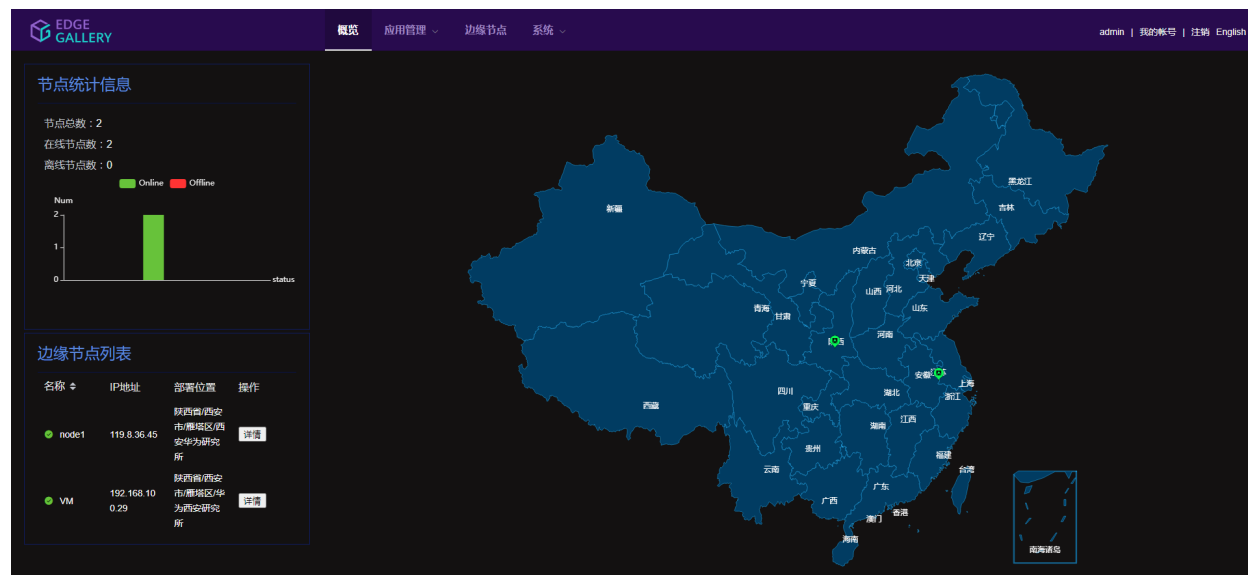 EDGE
GALLERY
概览
应用管理
边缘节点
系统
admin | 我的帐号 | 注销 English
节点统计信息
节点总数：2
在线节点数：2
离线节点数：0
Online Offline
Num
2
1
0
status
边缘节点列表
名称 IP地址 部署位置 操作
陕西省/西安
市/雁塔区/西
安华为研究
所
node1 119.8.36.45 详情
陕西省/西安
市/雁塔区/华
为西安研究
所
VM 192.168.10
0.29 详情
黑龙江
吉林
新疆
辽宁
内蒙古
北京
天津
宁夏
山西
河北
青海
甘肃
山东
河南
安徽
上海
四川
湖北
浙江
西藏
重庆
湖南
江西
贵州
福建
云南
台湾
广东
广西
香港
澳门
海南
南海诸岛